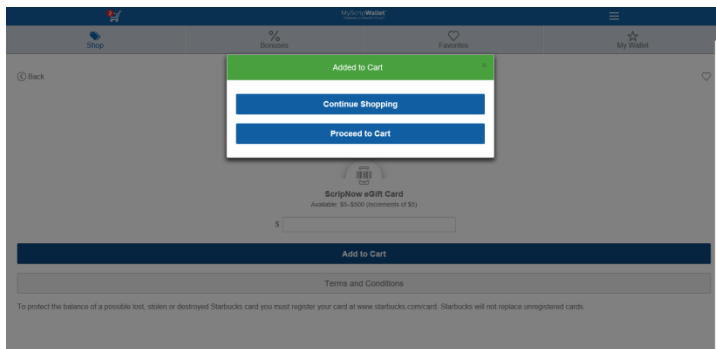 MyScripWallet
Shop
Bonuses
Favorites
My Wallet
Back
Added to Cart
×
Continue Shopping
Proceed to Cart
ScripNow eGift Card
Available: $5-$500 (Increments of $5)
$
Add to Cart
Terms and Conditions
To protect the balance of a possible lost, stolen or destroyed Starbucks card you must register your card at www.starbucks.com/card. Starbucks will not replace unregistered cards.